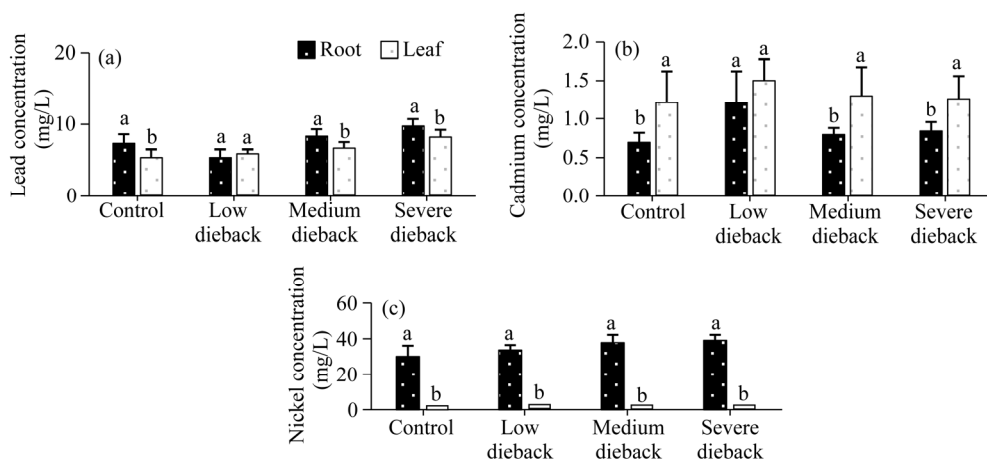 (a)
Root Leaf
Lead concentration
(mg/L)
20
10
0
a b a a a b a b
Control Low Medium Severe
dieback dieback dieback
(b)
Cadmium concentration
(mg/L)
2.0
1.5
1.0
0.5
0.0
b a a a b a b a
Control Low Medium Severe
dieback dieback dieback
(c)
Nickel concentration
(mg/L)
60
40
20
0
a b a b a b a b
Control Low Medium Severe
dieback dieback dieback